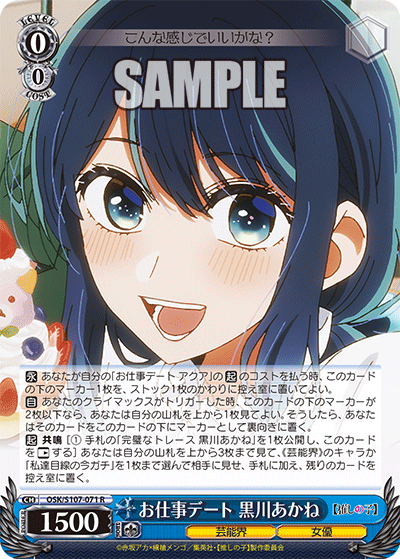 LEVEL
0
0
COST
こんな感じでいいかな？
SAMPLE
永 あなたが自分の「お仕事デート アクア」の 起 のコストを払う時、このカード
の下のマーカー1枚を、ストック1枚のかわりに控え室に置いてよい。
自 あなたのクライマックスがトリガーした時、このカードの下のマーカーが
2枚以下なら、あなたは自分の山札を上から1枚見てよい。そうしたら、あなた
はそのカードをこのカードの下にマーカーとして裏向きに置く。
起 共鳴 ［① 手札の「完璧なトレース 黒川あかね」を1枚公開し、このカード
を する］ あなたは自分の山札を上から3枚まで見て、《芸能界》のキャラか
「私達目線の今ガチ」を1枚まで選んで相手に見せ、手札に加え、残りのカード
を控え室に置く。
CH OSK/S107-071 R
1500
お仕事デート 黒川あかね
【推しの子】
芸能界
女優
©赤坂アカ×横槍メンゴ／集英社・【推しの子】製作委員会